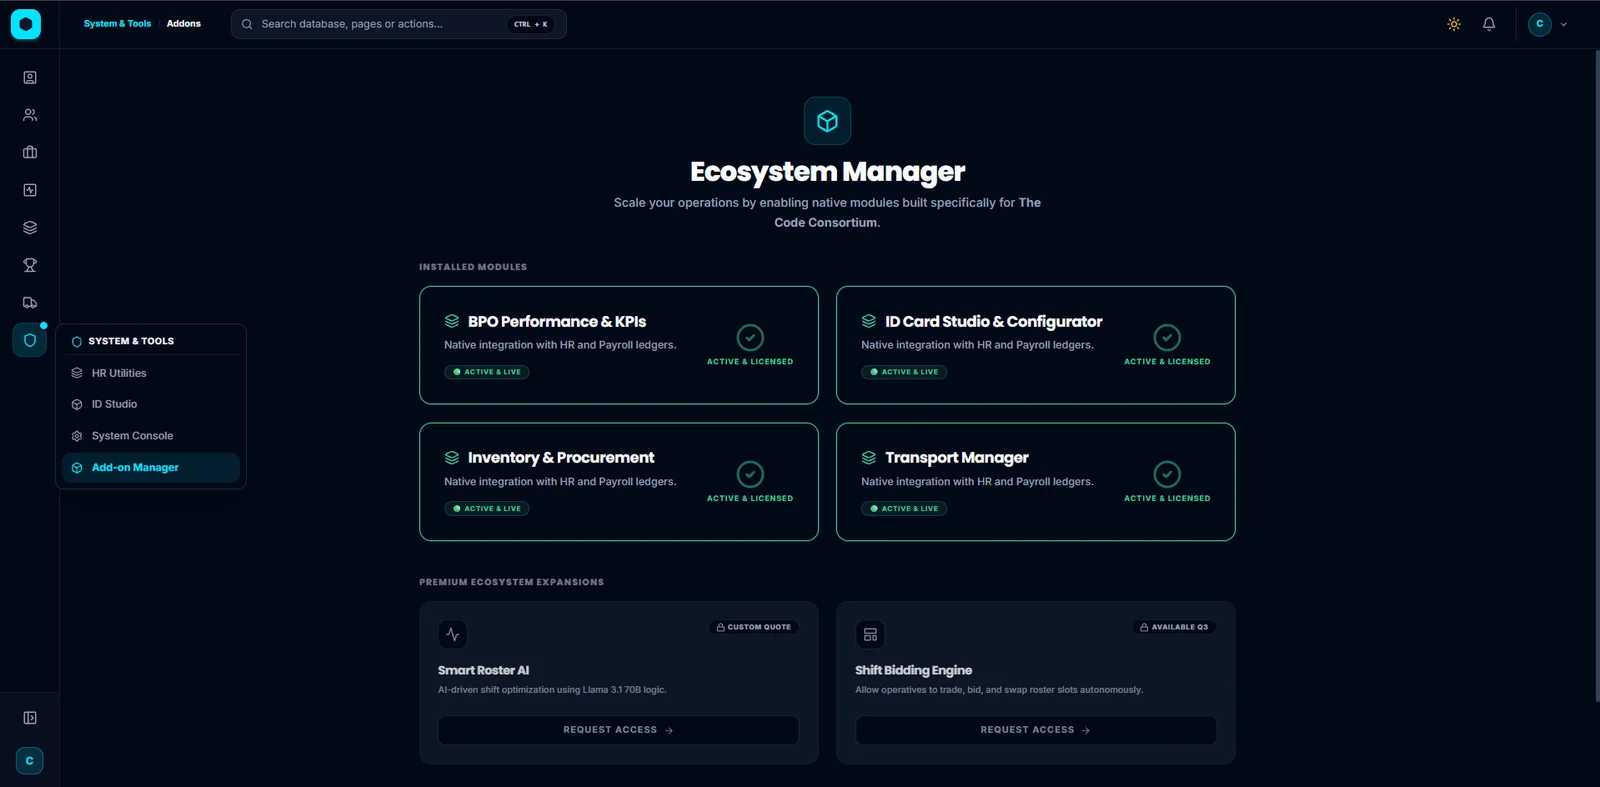 System & Tools / Addons
Search database, pages or actions...
CTRL + K
C
Ecosystem Manager
Scale your operations by enabling native modules built specifically for The
Code Consortium.
INSTALLED MODULES
BPO Performance & KPIs
Native integration with HR and Payroll ledgers.
ACTIVE & LIVE
ACTIVE & LICENSED
ID Card Studio & Configurator
Native integration with HR and Payroll ledgers.
ACTIVE & LIVE
ACTIVE & LICENSED
SYSTEM & TOOLS
HR Utilities
ID Studio
System Console
Add-on Manager
Inventory & Procurement
Native integration with HR and Payroll ledgers.
ACTIVE & LIVE
ACTIVE & LICENSED
Transport Manager
Native integration with HR and Payroll ledgers.
ACTIVE & LIVE
ACTIVE & LICENSED
PREMIUM ECOSYSTEM EXPANSIONS
CUSTOM QUOTE
Smart Roster AI
AI-driven shift optimization using Llama 3.1 70B logic.
REQUEST ACCESS →
AVAILABLE Q3
Shift Bidding Engine
Allow operatives to trade, bid, and swap roster slots autonomously.
REQUEST ACCESS →
C